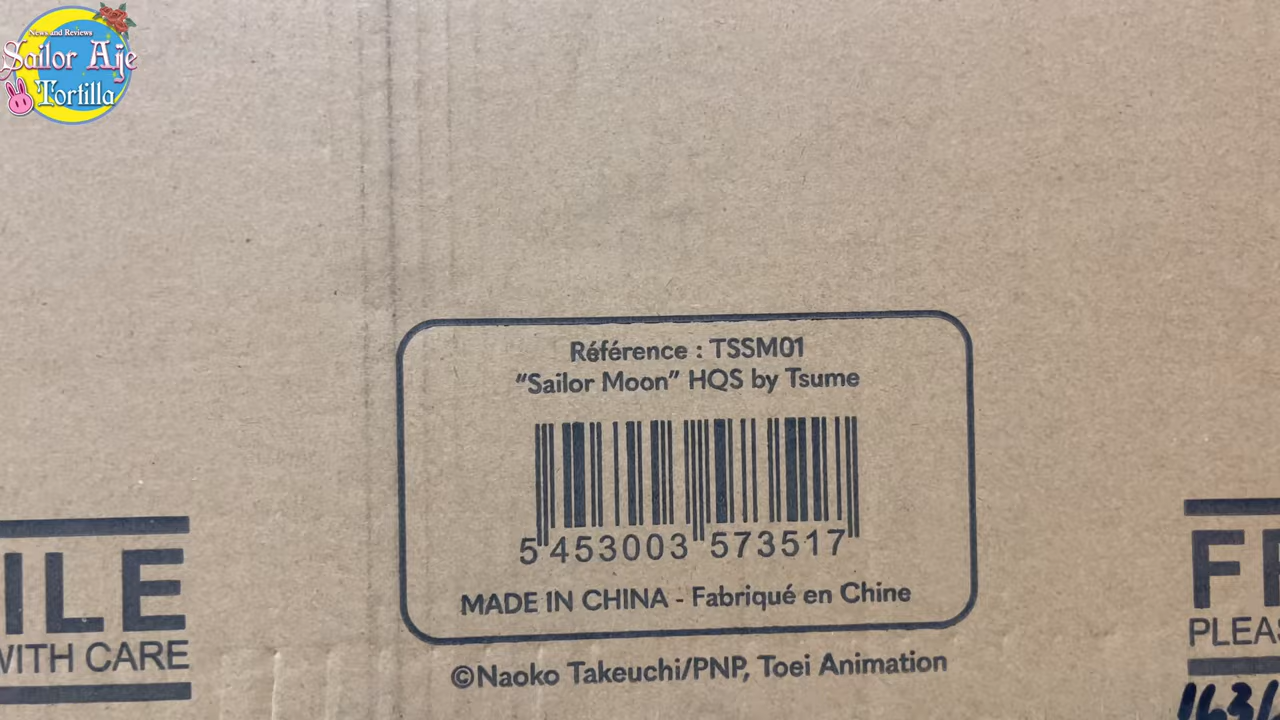 News and Reviews
Sailor Aje
Tortilla
Référence : TSSM01
"Sailor Moon" HQS by Tsume
5 453003 573517
MADE IN CHINA - Fabriqué en Chine
©Naoko Takeuchi/PNP, Toei Animation
ILE
WITH CARE
F
PLEA
163/